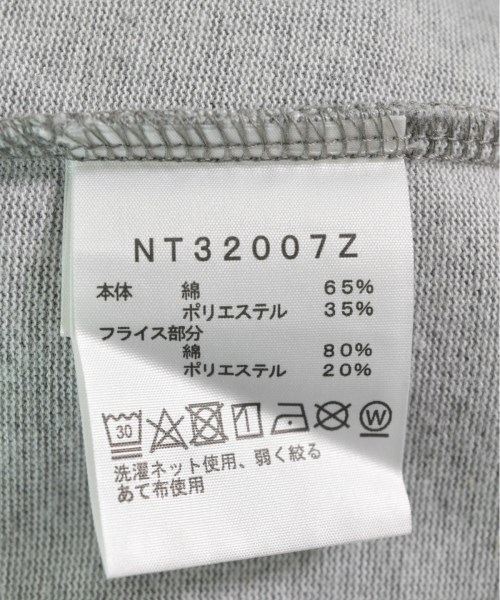 NT32007Z
本体 綿 65%
ポリエステル 35%
フライス部分
綿 80%
ポリエステル 20%
30 W
洗濯ネット使用、弱く絞る
あて布使用